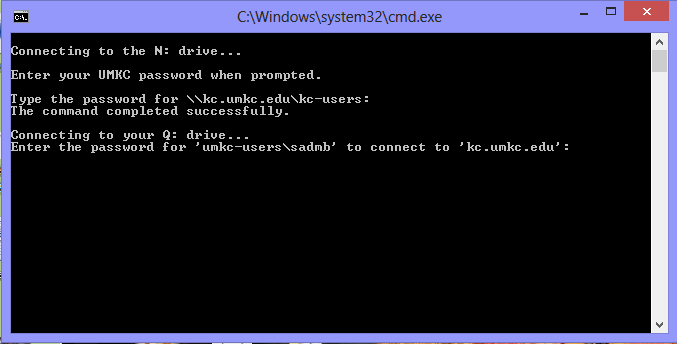 C:\Windows\system32\cmd.exe
Connecting to the N: drive...
Enter your UMKC password when prompted.
Type the password for \\kc.umkc.edu\kc-users:
The command completed successfully.
Connecting to your Q: drive...
Enter the password for 'umkc-users\sadmb' to connect to 'kc.umkc.edu':